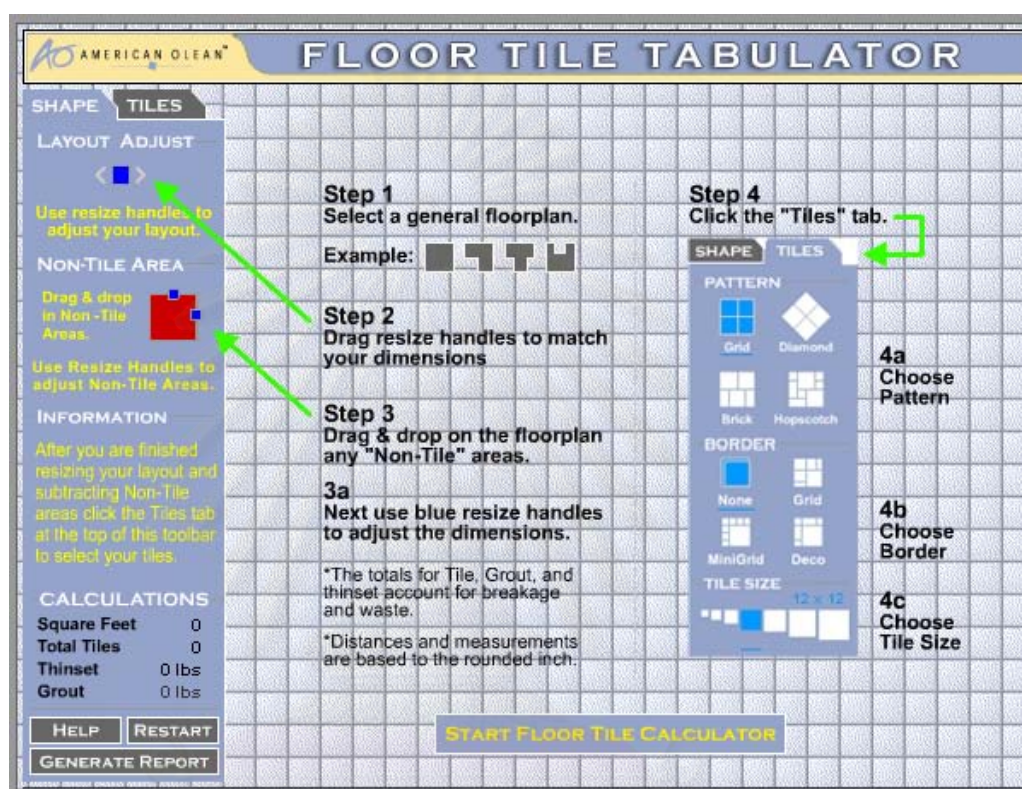 AO AMERICAN OLEAN
FLOOR TILE TABULATOR
SHAPE TILES
LAYOUT ADJUST
Use resize handles to
adjust your layout.
NON-TILE AREA
Drag & drop
in Non -Tile
Areas.
Use Resize Handles to
adjust Non-Tile Areas.
INFORMATION
After you are finished
resizing your layout and
subtracting Non-Tile
areas click the Tiles tab
at the top of this toolbar
to select your tiles.
CALCULATIONS
Square Feet 0
Total Tiles 0
Thinset 0 lbs
Grout 0 lbs
HELP RESTART
GENERATE REPORT
Step 1
Select a general floorplan.
Example:
Step 2
Drag resize handles to match
your dimensions
Step 3
Drag & drop on the floorplan
any "Non-Tile" areas.
3a
Next use blue resize handles
to adjust the dimensions.
*The totals for Tile, Grout, and
thinset account for breakage
and waste.
*Distances and measurements
are based to the rounded inch.
Step 4
Click the "Tiles" tab.
SHAPE TILES
PATTERN
Grid Diamond
Brick Hopscotch
BORDER
None Grid
MiniGrid Deco
TILE SIZE
12 x 12
4a
Choose
Pattern
4b
Choose
Border
4c
Choose
Tile Size
START FLOOR TILE CALCULATOR